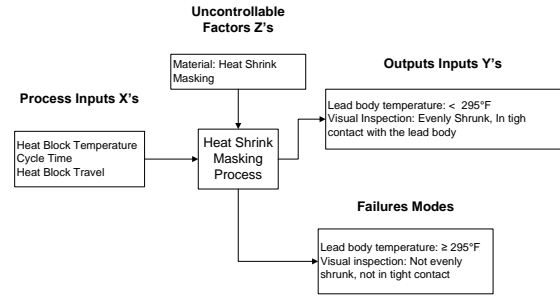 Uncontrollable
Factors Z's
Material: Heat Shrink
Masking
Outputs Inputs Y's
Process Inputs X's
Lead body temperature: < 295°F
Visual Inspection: Evenly Shrunk, In tigh
contact with the lead body
Heat Block Temperature
Cycle Time
Heat Block Travel
Heat Shrink
Masking
Process
Failures Modes
Lead body temperature: ≥ 295°F
Visual inspection: Not evenly
shrunk, not in tight contact